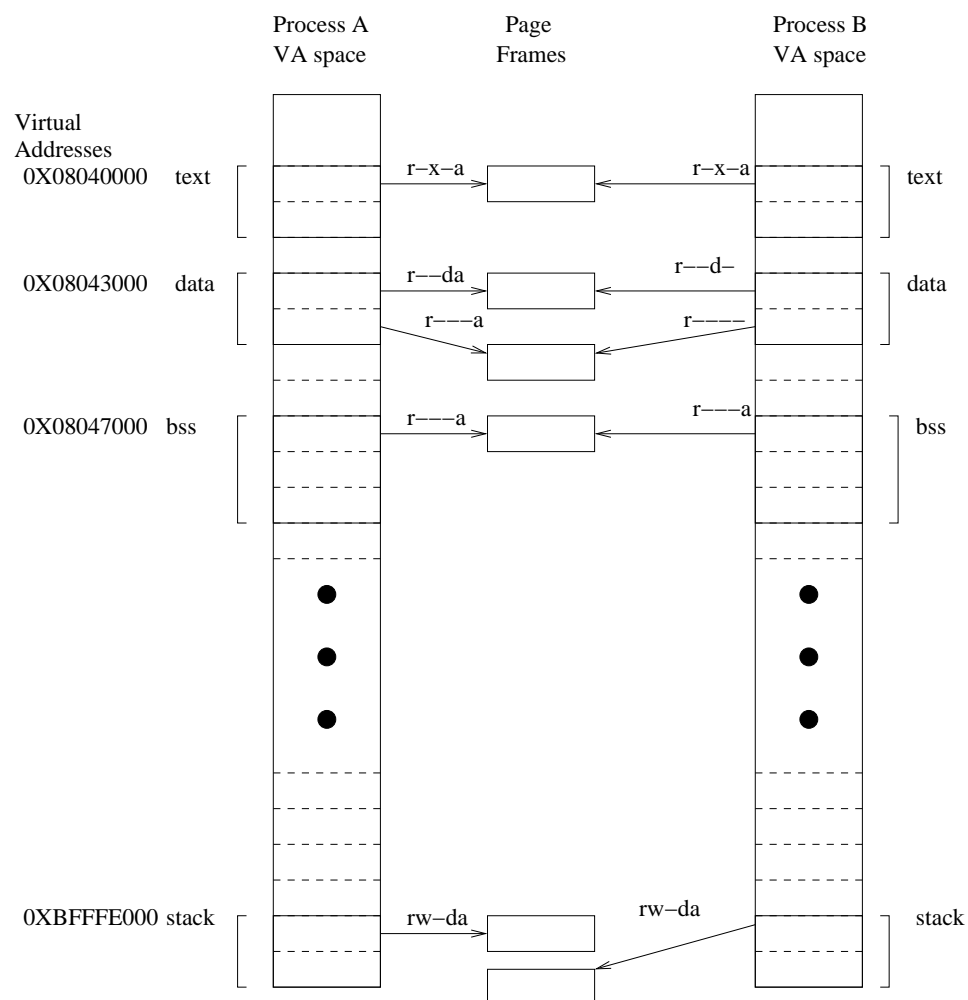 Process A Page Process B
VA space Frames VA space
Virtual
Addresses
0X08040000 text r−x−a r−x−a text
0X08043000 data r−−da r−−d− data
r−−−a r−−−−
0X08047000 bss r−−−a r−−−a bss
0XBFFFE000 stack rw−da rw−da stack